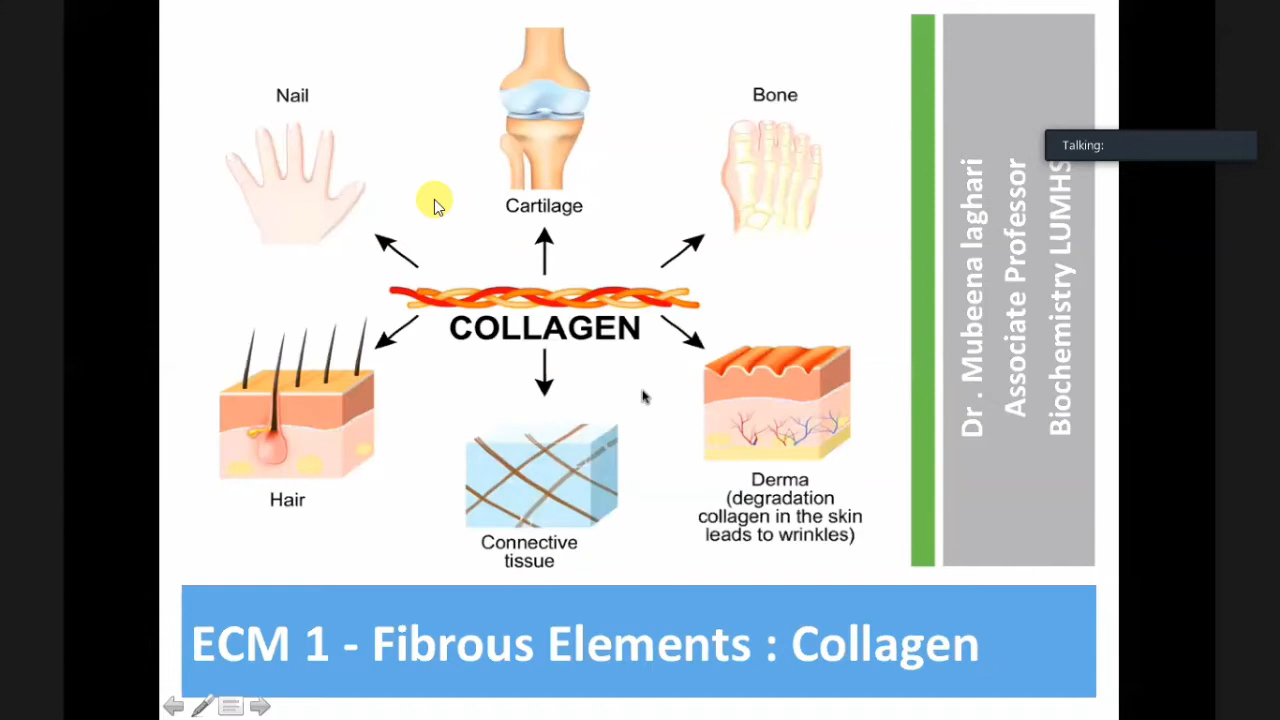 Nail
Cartilage
Bone
COLLAGEN
Hair
Connective
tissue
Derma
(degradation
collagen in the skin
leads to wrinkles)
Dr . Mubeena laghari
Associate Professor
Biochemistry LUMHS
Talking:
ECM 1 - Fibrous Elements : Collagen